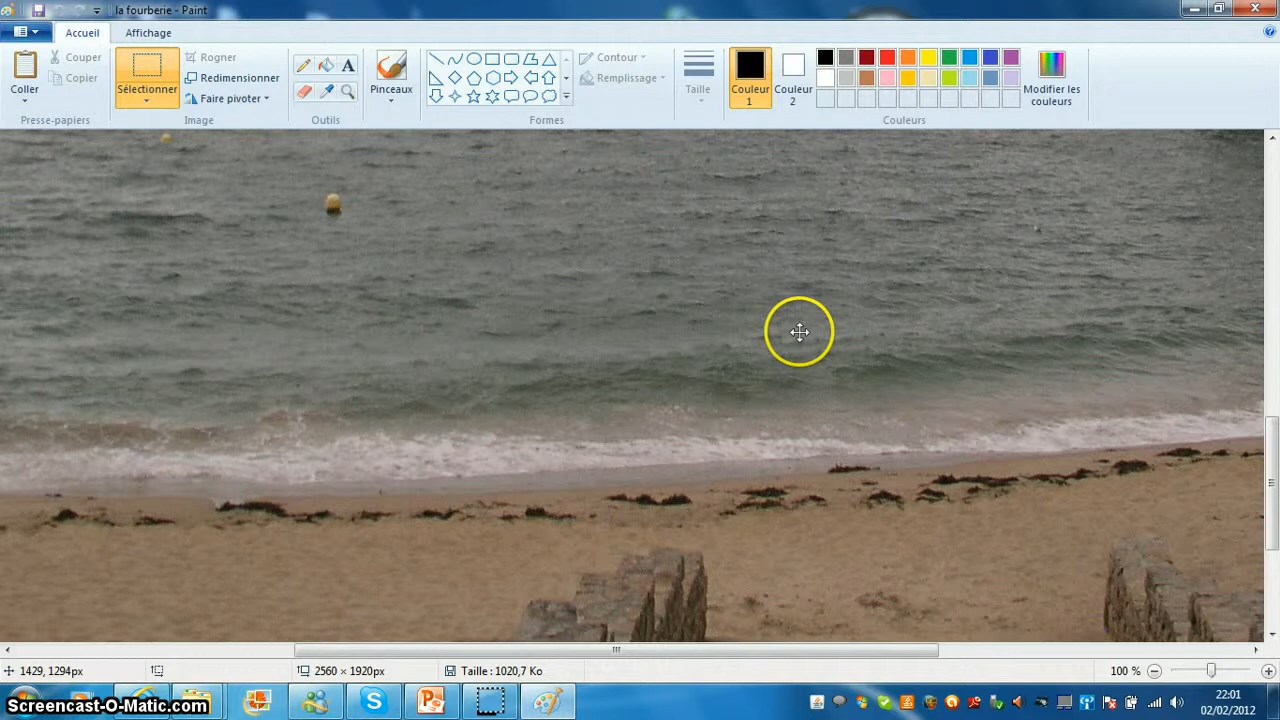 la fourberie - Paint
Accueil
Affichage
Coller
Couper
Copier
Presse-papiers
Sélectionner
Rogner
Redimensionner
Faire pivoter
Image
A
Outils
Pinceaux
Contour
Remplissage
Formes
Taille
Couleur
1
Couleur
2
Modifier les
couleurs
Couleurs
1429, 1294px
2560 × 1920px
Taille : 1020,7 Ko
100 %
Screencast-O-Matic.com
22:01
02/02/2012